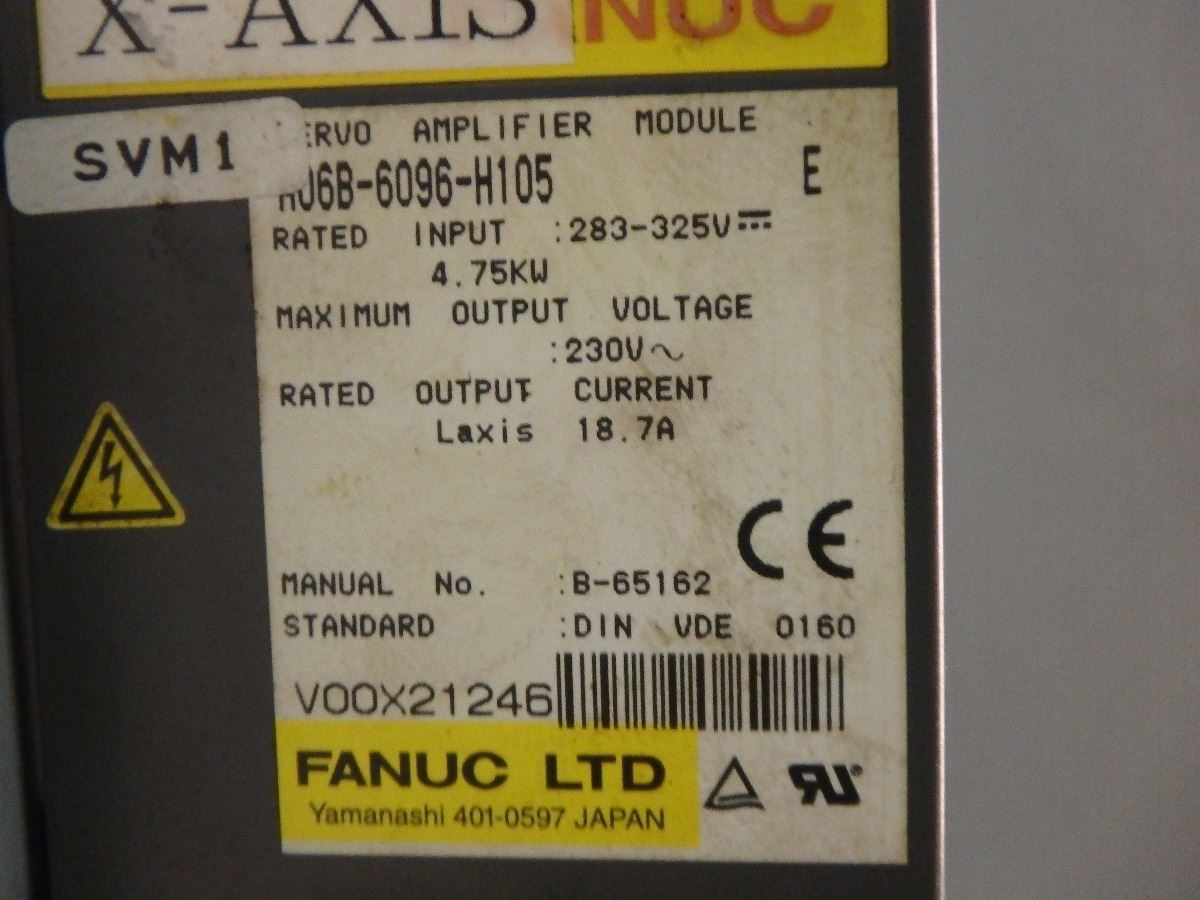 X-AXIS NUC
SVM1
ERVO AMPLIFIER MODULE
A06B-6096-H105 E
RATED INPUT :283-325V⎓
4.75KW
MAXIMUM OUTPUT VOLTAGE
:230V~
RATED OUTPUT CURRENT
Laxis 18.7A
CE
MANUAL No. :B-65162
STANDARD :DIN VDE 0160
V00X21246
FANUC LTD
Yamanashi 401-0597 JAPAN